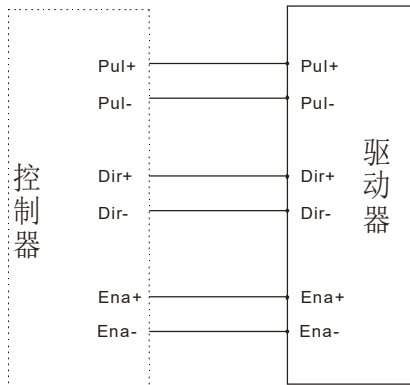 控制器
Pul+
Pul-
Dir+
Dir-
Ena+
Ena-
Pul+
Pul-
Dir+
Dir-
Ena+
Ena-
驱动器